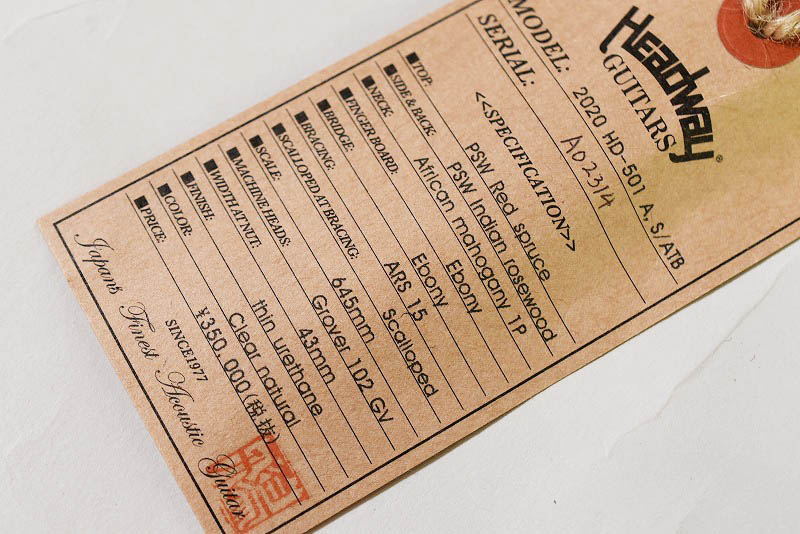 Headway®
GUITARS
MODEL: 2020 HD-501 A, S/ATB
SERIAL: A02314
<<SPECIFICATION>>
■TOP: PSW Red spruce
■SIDE & BACK: PSW Indian rosewood
■NECK: African mahogany 1P
■FINGER BOARD: Ebony
■BRIDGE: Ebony
■BRACING: ARS 15
■SCALLOPED AT BRACING: Scalloped
■SCALE: 645mm
■MACHINE HEADS: Grover 102 GV
■WIDTH AT NUT: 43mm
■FINISH: thin urethane
■COLOR: Clear natural
■PRICE: ¥350,000(税抜)
SINCE1977
Japan's Finest Acoustic Guitar